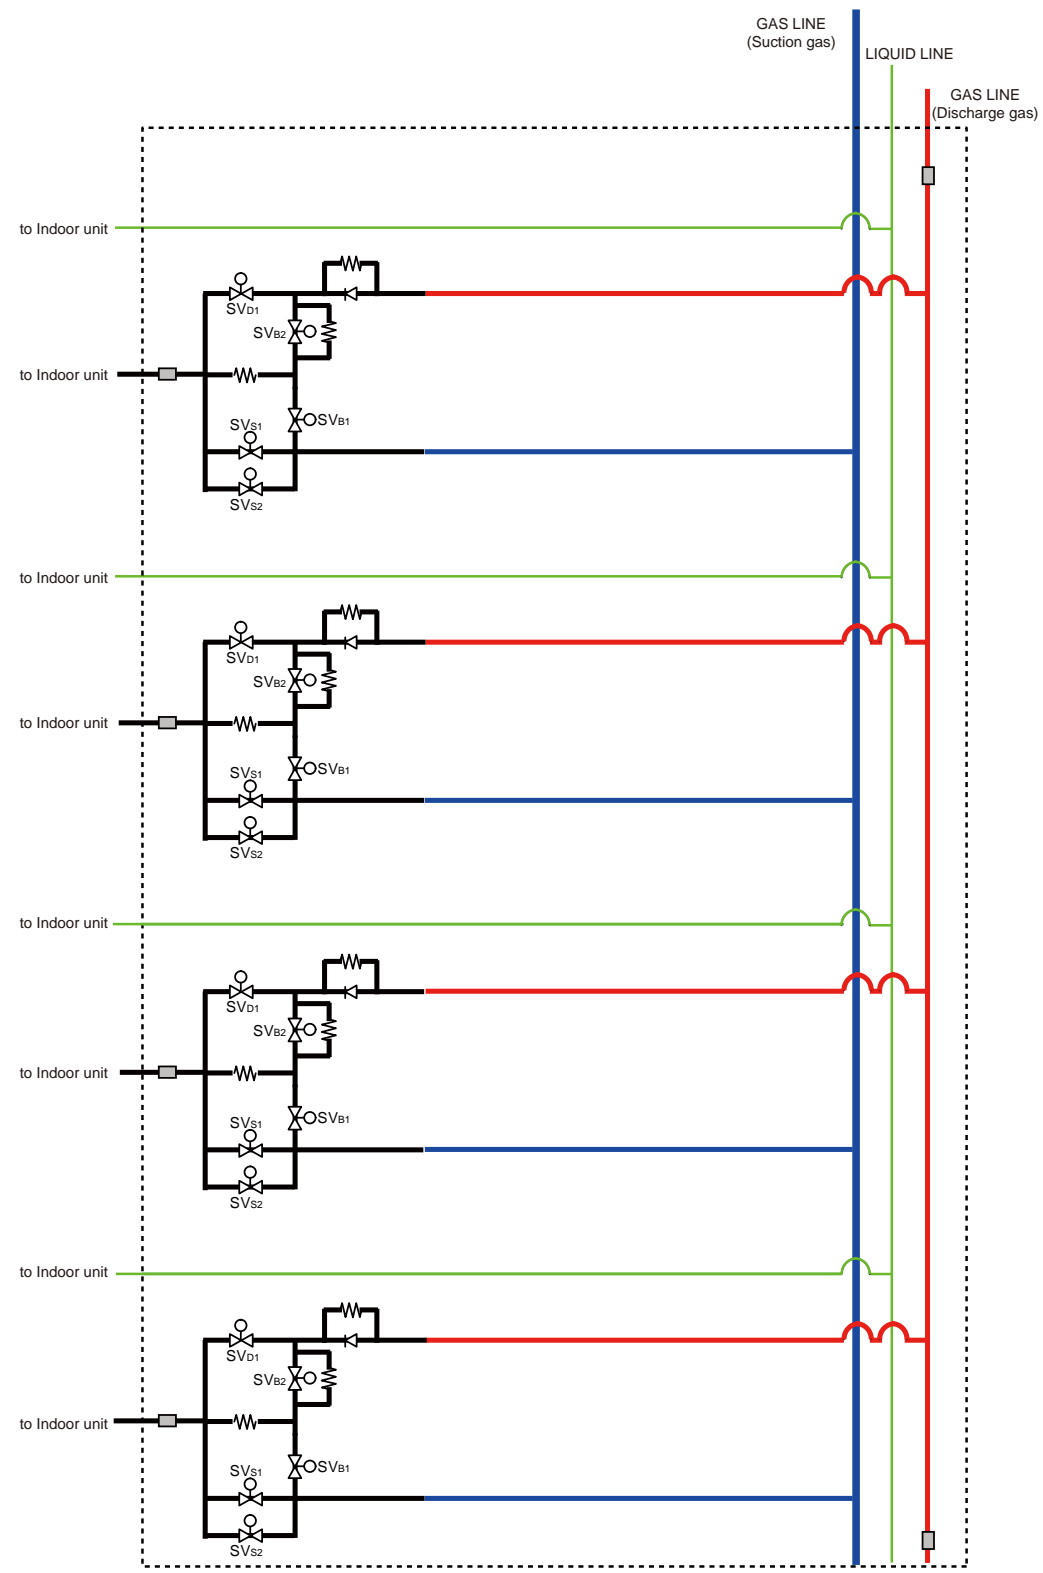 GAS LINE
(Suction gas)
LIQUID LINE
GAS LINE
(Discharge gas)
to Indoor unit
SVD1
SVB2
to Indoor unit
SVB1
SVS1
SVS2
to Indoor unit
SVD1
SVB2
to Indoor unit
SVB1
SVS1
SVS2
to Indoor unit
SVD1
SVB2
to Indoor unit
SVB1
SVS1
SVS2
to Indoor unit
SVD1
SVB2
to Indoor unit
SVB1
SVS1
SVS2